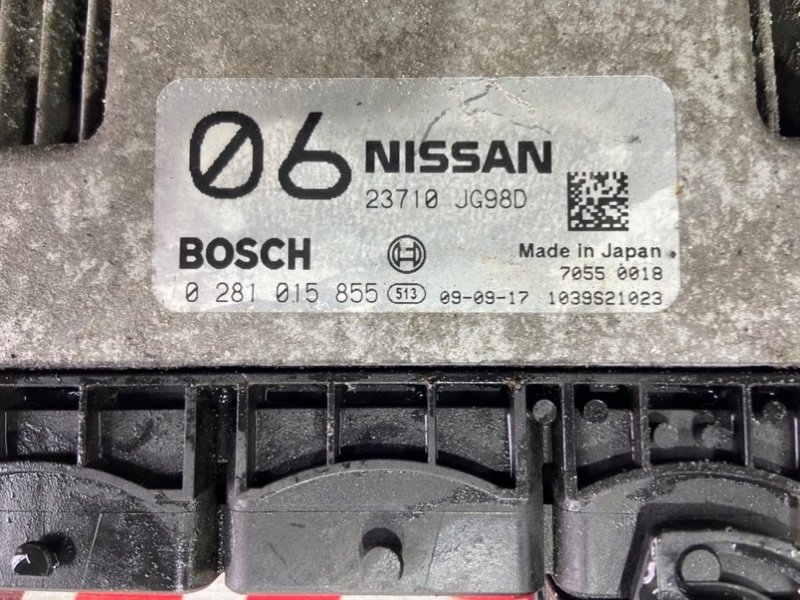 06 NISSAN
23710 JG98D
BOSCH
Made in Japan
7055 0018
0 281 015 855 513 09-09-17 1039S21023